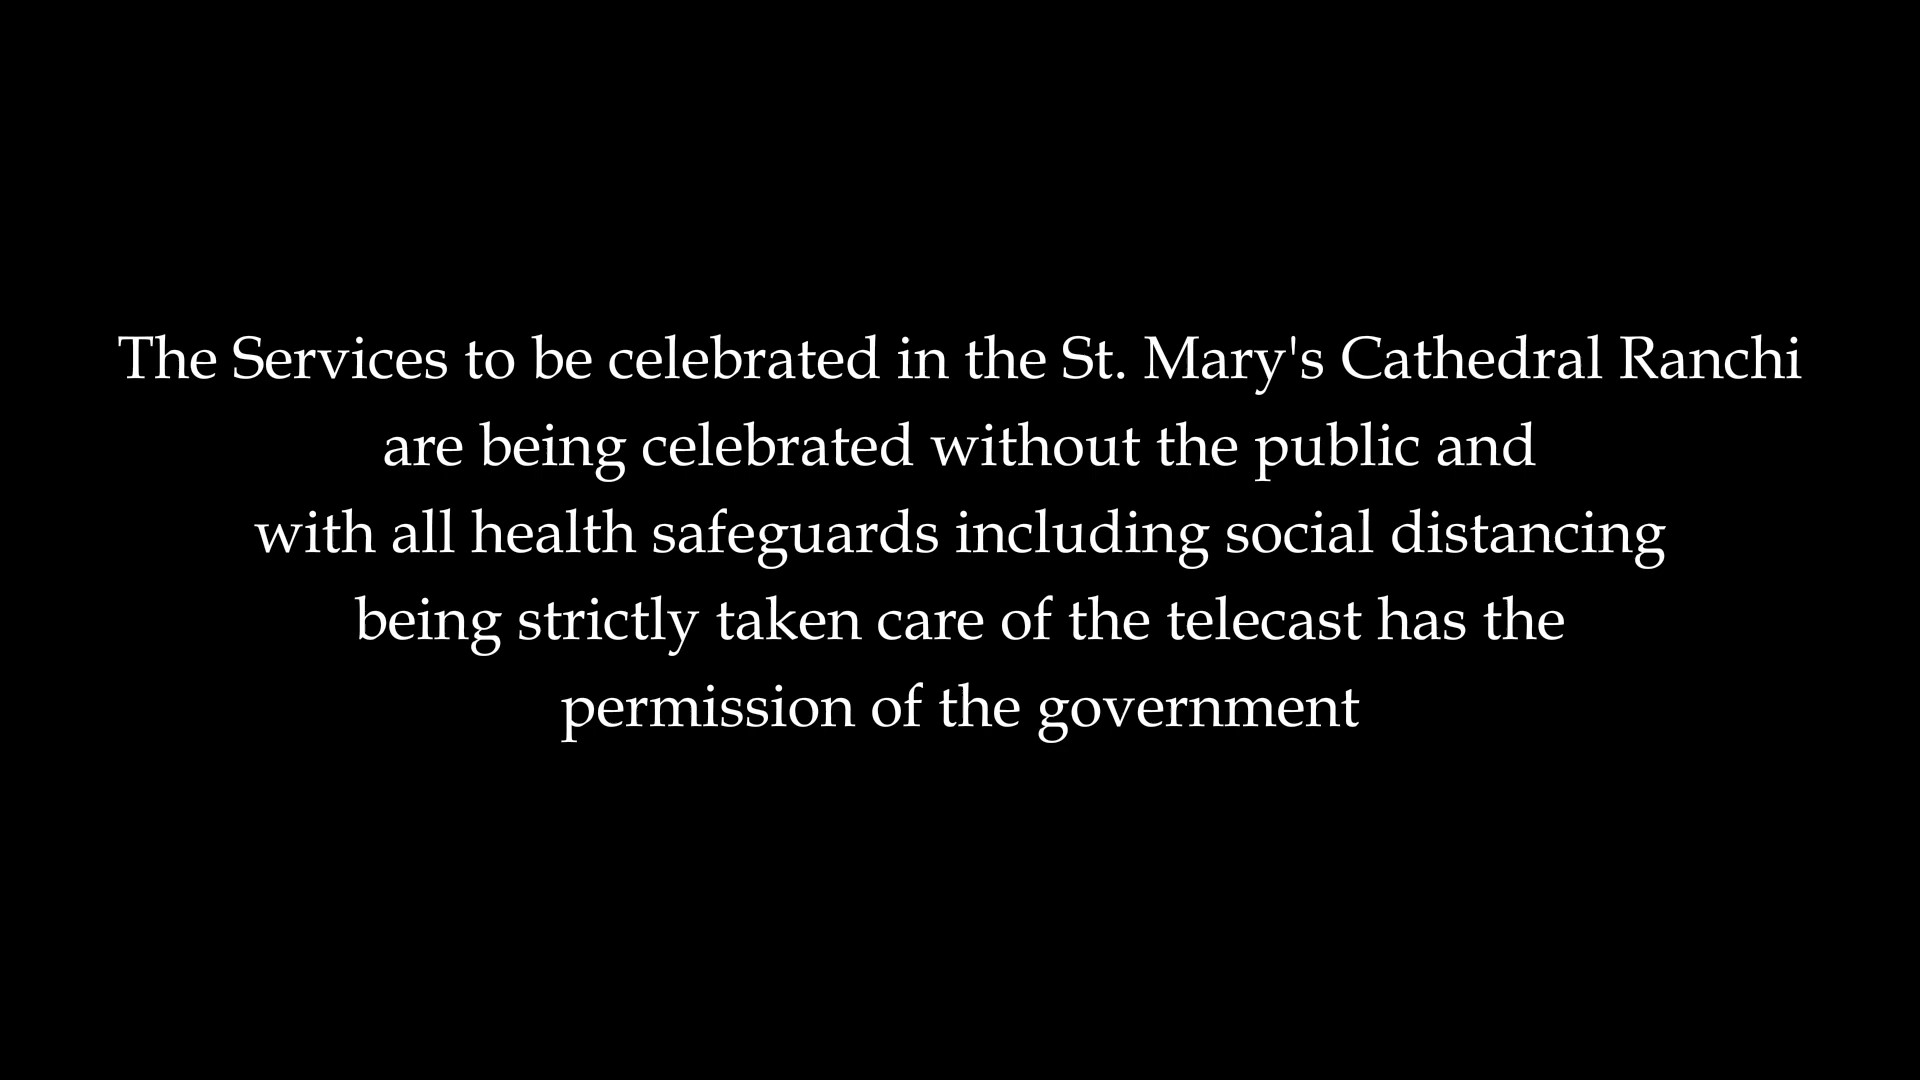 The Services to be celebrated in the St. Mary's Cathedral Ranchi
are being celebrated without the public and
with all health safeguards including social distancing
being strictly taken care of the telecast has the
permission of the government